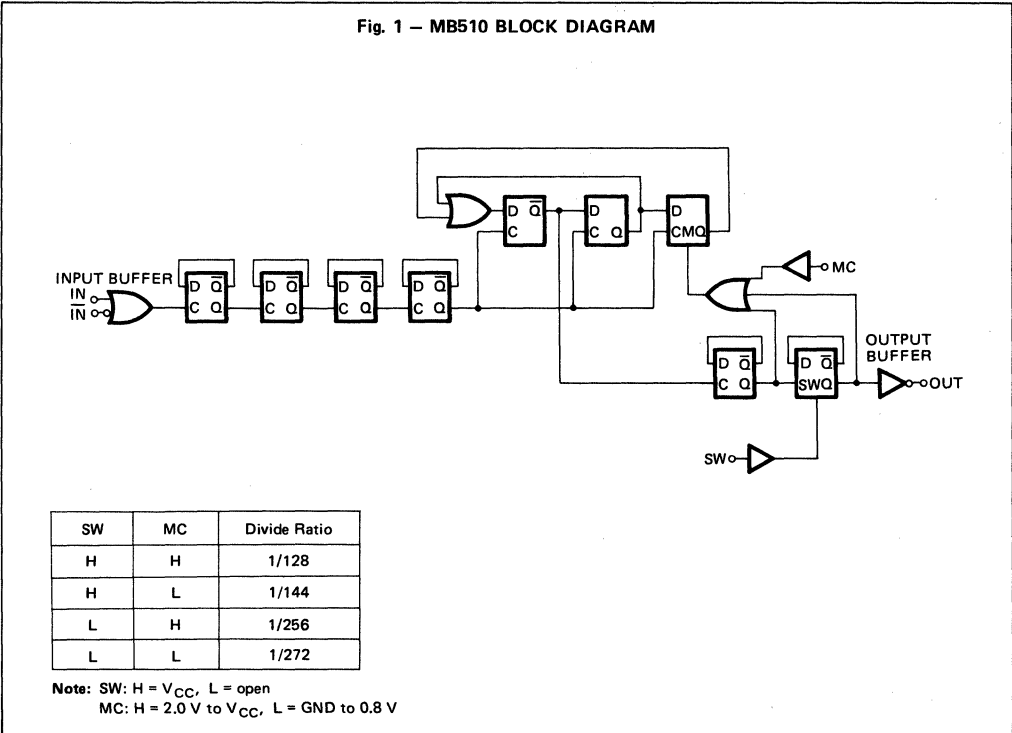 Fig. 1 — MB510 BLOCK DIAGRAM
D Q̅
C
D
C Q
D
CMQ
INPUT BUFFER
IN
I̅N̅
D Q̅
C Q
D Q̅
C Q
D Q̅
C Q
D Q̅
C Q
MC
OUTPUT
BUFFER
D Q̅
C Q
D Q̅
SWQ
OUT
SW
SW MC Divide Ratio
H H 1/128
H L 1/144
L H 1/256
L L 1/272
Note: SW: H = VCC, L = open
MC: H = 2.0 V to VCC, L = GND to 0.8 V